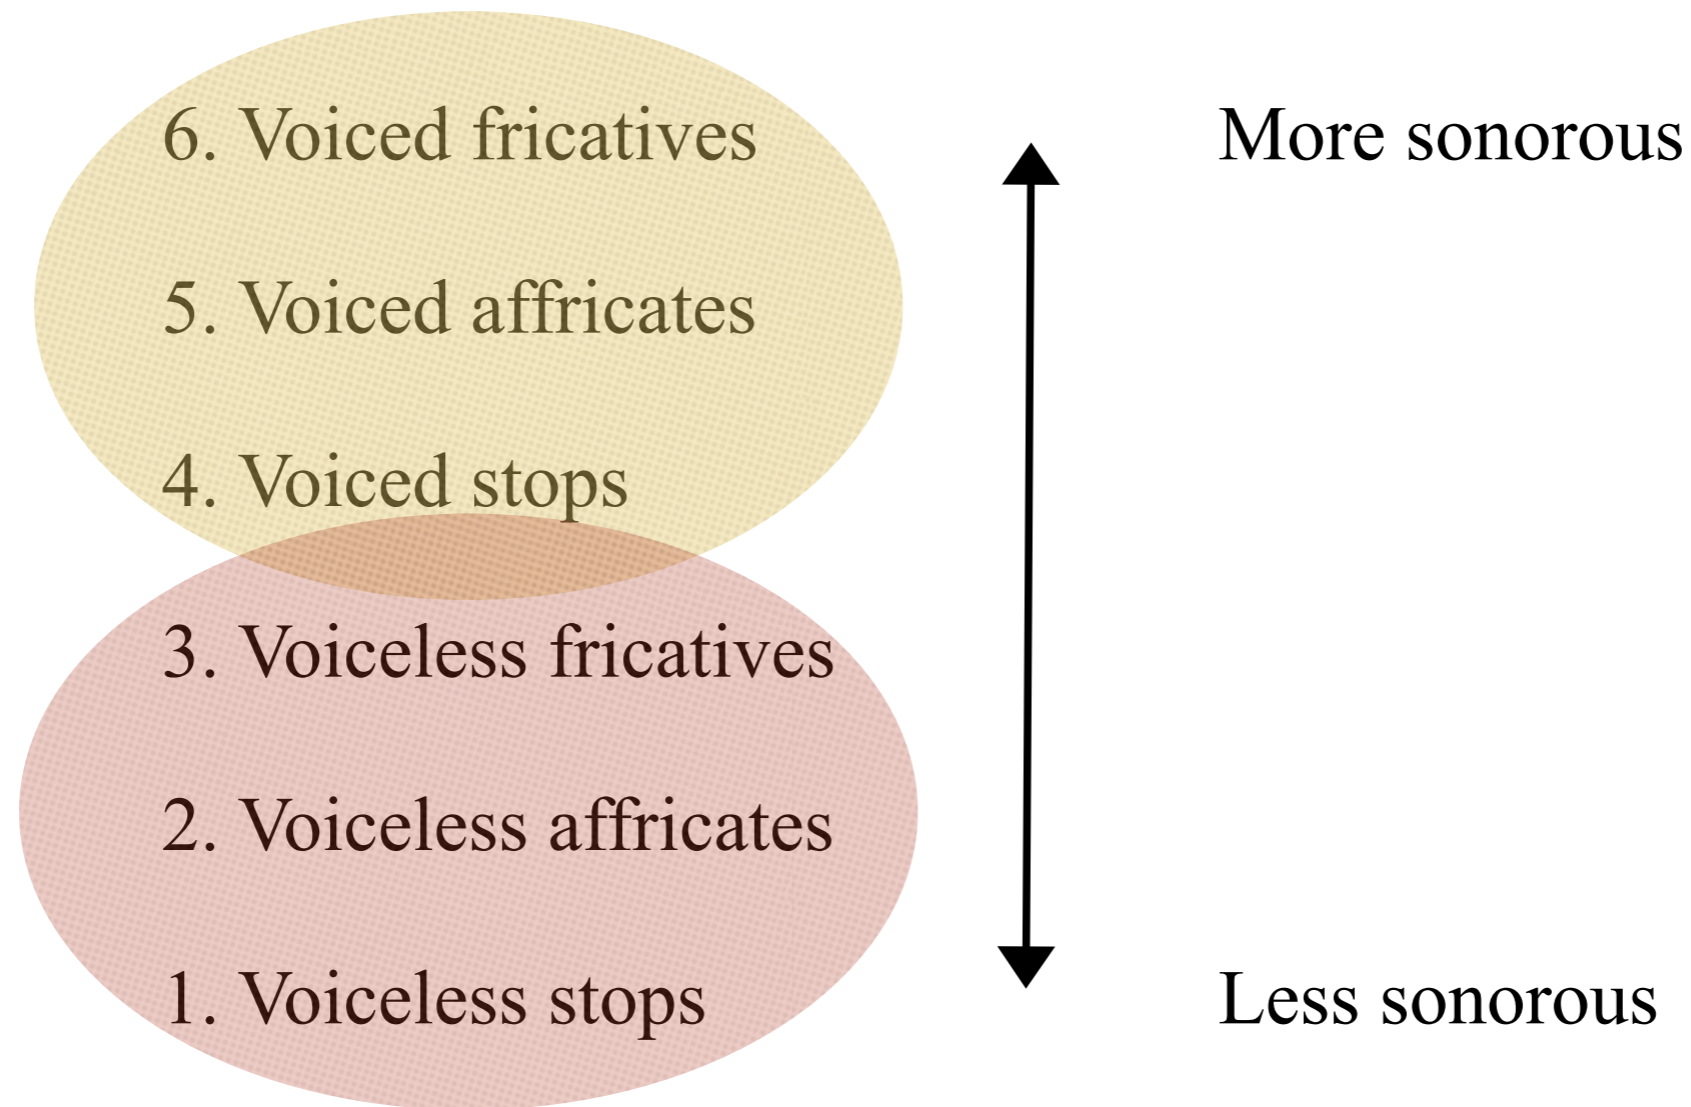 6. Voiced fricatives
More sonorous
5. Voiced affricates
4. Voiced stops
3. Voiceless fricatives
2. Voiceless affricates
1. Voiceless stops
Less sonorous